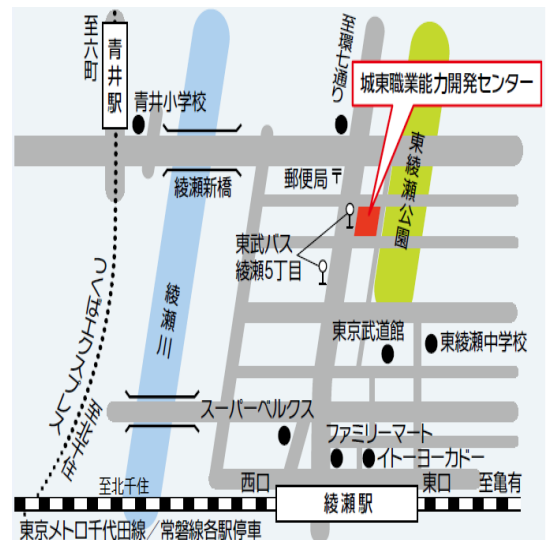 至六町
青井駅
青井小学校
至環七通り
城東職業能力開発センター
東綾瀬公園
郵便局〒
綾瀬新橋
東武バス
綾瀬5丁目
綾瀬川
つくばエクスプレス
至北千住
東京武道館
東綾瀬中学校
スーパーベルクス
ファミリーマート
イトーヨーカドー
至北千住
西口
綾瀬駅
東口
至亀有
東京メトロ千代田線／常磐線各駅停車